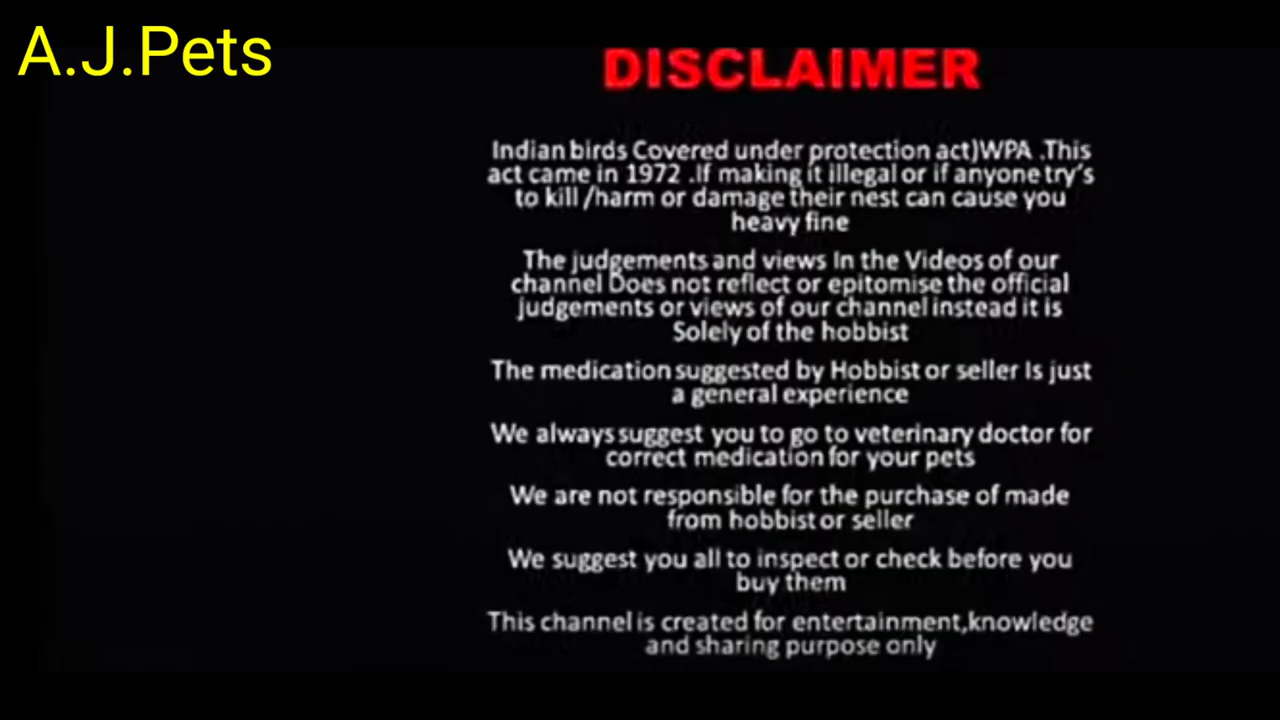 A.J.Pets
DISCLAIMER
Indian birds Covered under protection act)WPA .This
act came in 1972 .If making it illegal or if anyone try's
to kill /harm or damage their nest can cause you
heavy fine
The judgements and views In the Videos of our
channel Does not reflect or epitomise the official
judgements or views of our channel instead it is
Solely of the hobbist
The medication suggested by Hobbist or seller Is just
a general experience
We always suggest you to go to veterinary doctor for
correct medication for your pets
We are not responsible for the purchase of made
from hobbist or seller
We suggest you all to inspect or check before you
buy them
This channel is created for entertainment,knowledge
and sharing purpose only